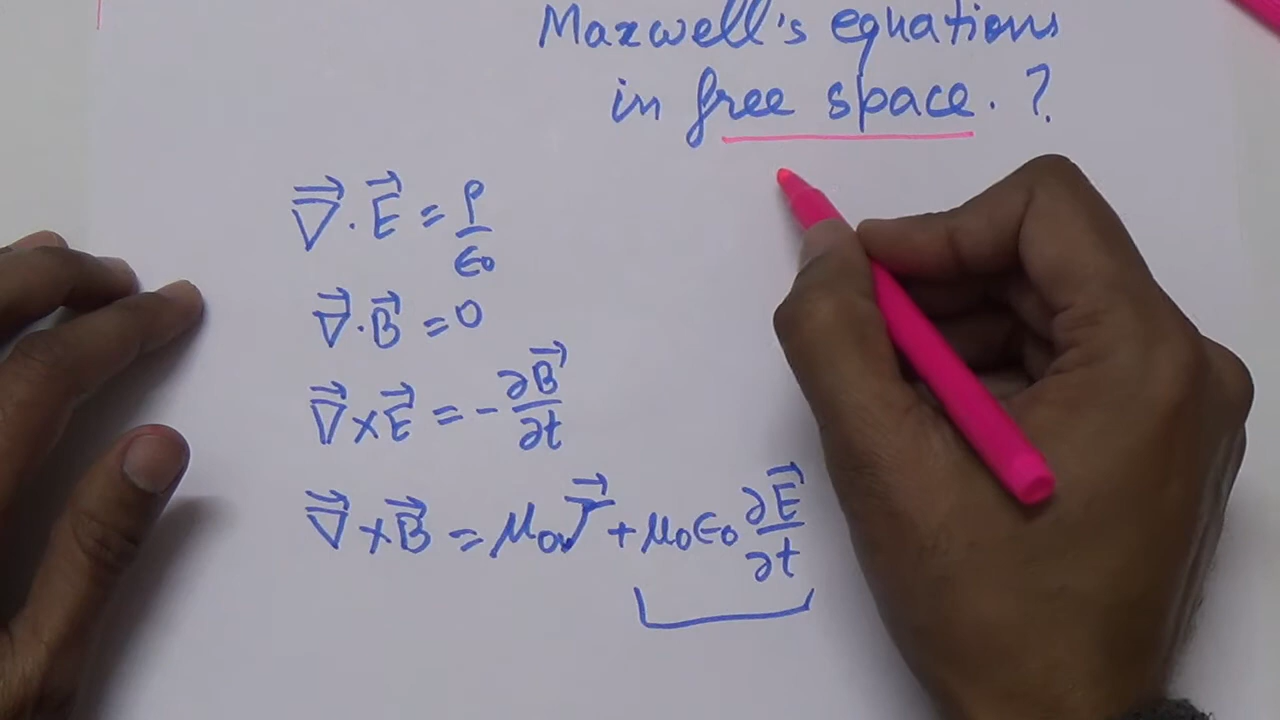 Maxwell's equations
in free space. ?
∇⃗ · E⃗ = ρ/ϵ₀
∇⃗ · B⃗ = 0
∇⃗ × E⃗ = - ∂B⃗/∂t
∇⃗ × B⃗ = μ₀J⃗ + μ₀ϵ₀ ∂E⃗/∂t